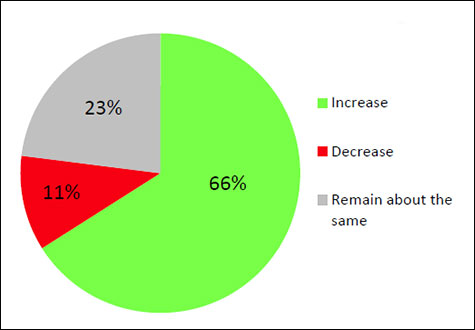 23%
Increase
Decrease
66%
11%
Remain about the
same